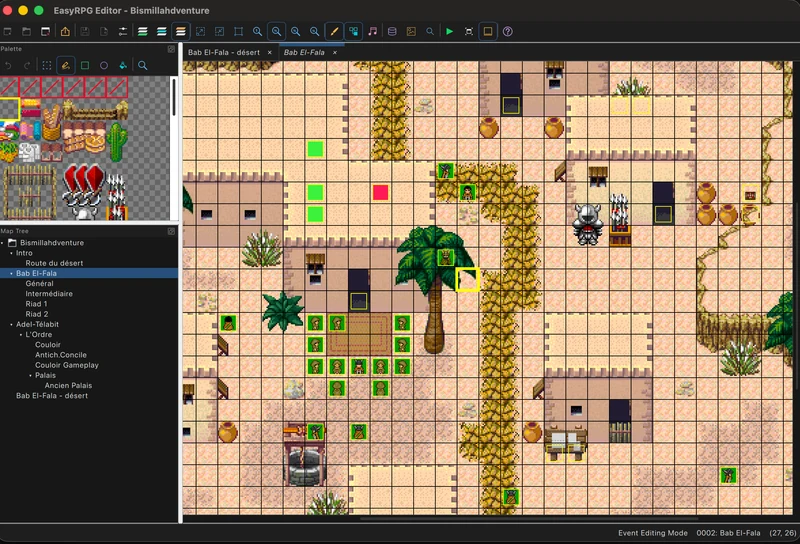 EasyRPG Editor - Bismillahdventure
Palette
Bab El-Fala - désert
Bab El-Fala
Map Tree
Bismillahdventure
Intro
Route du désert
Bab El-Fala
Général
Intermédiaire
Riad 1
Riad 2
Adel-Télabit
L'Ordre
Couloir
Antich.Concile
Couloir Gameplay
Palais
Ancien Palais
Bab El-Fala - désert
Event Editing Mode 0002: Bab El-Fala (27, 26)